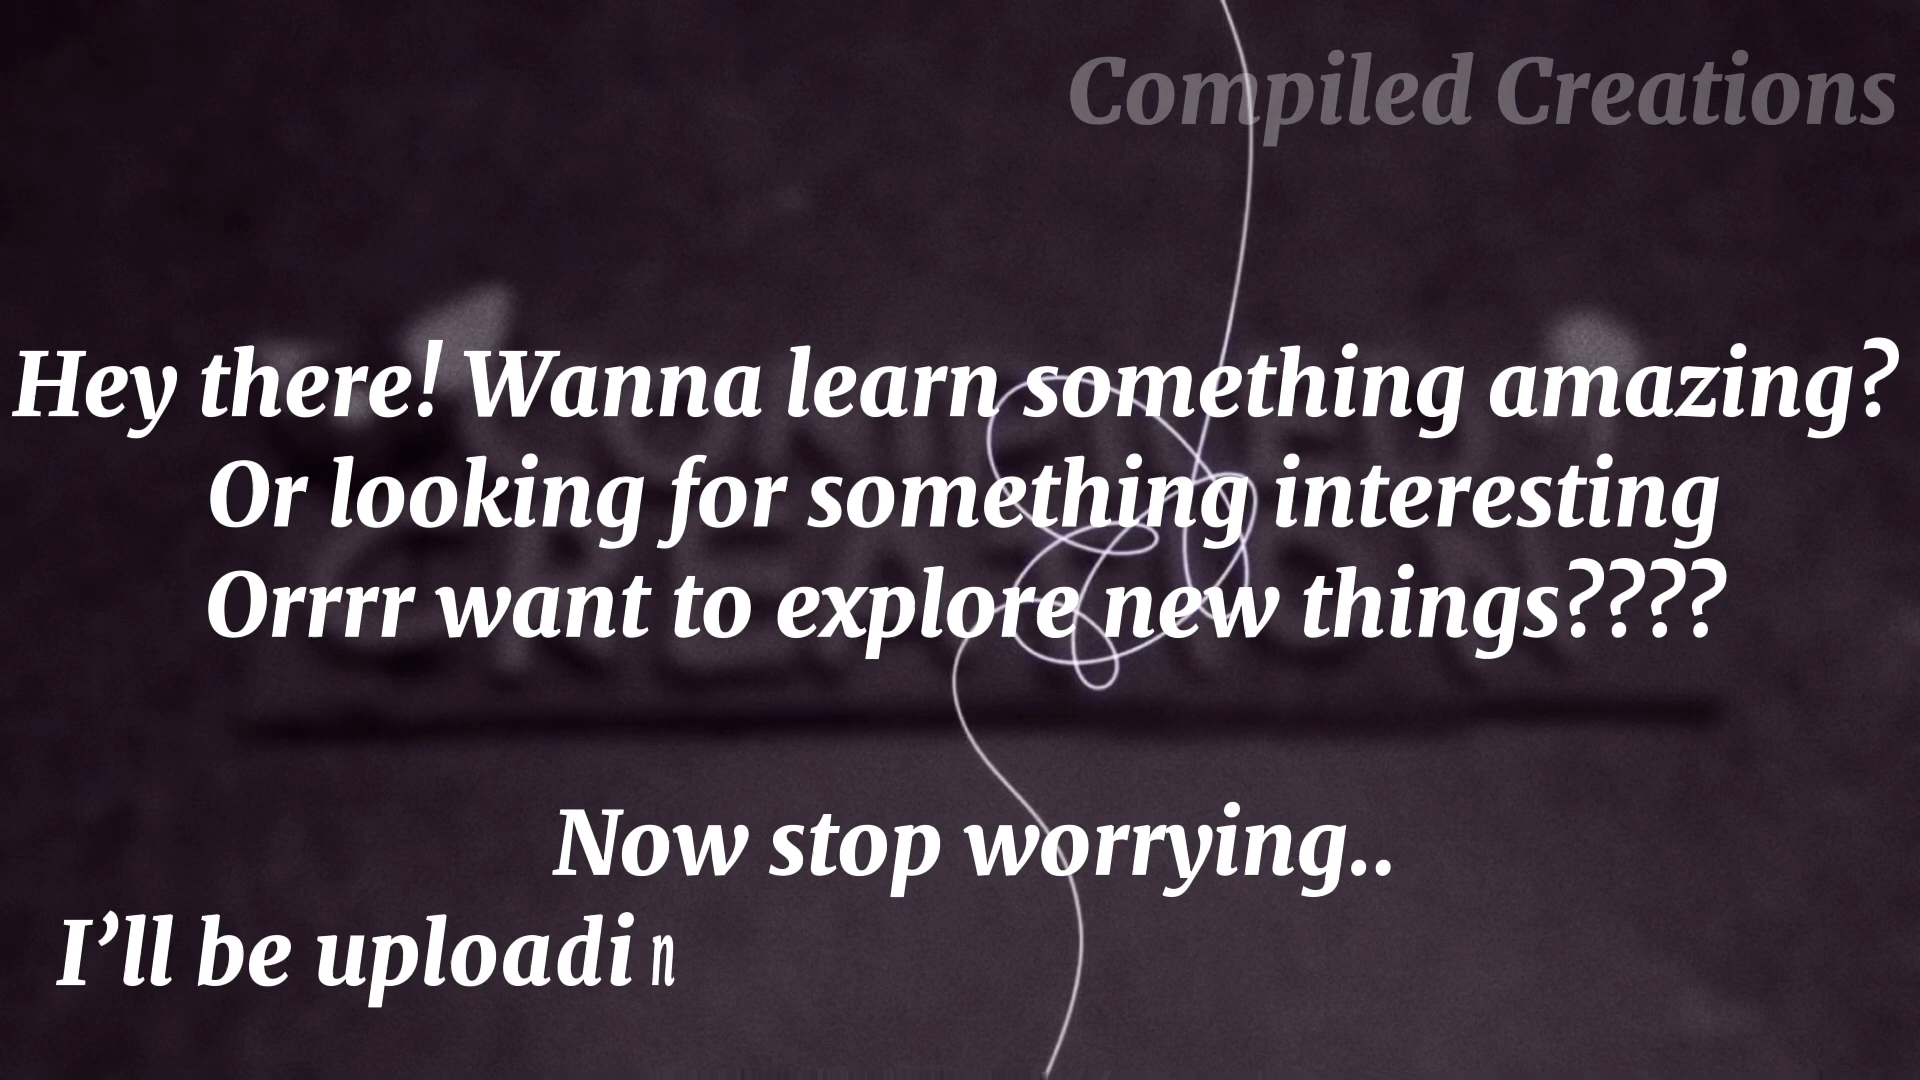 Compiled Creations
Hey there! Wanna learn something amazing?
Or looking for something interesting
Orrrr want to explore new things????
Now stop worrying..
I’ll be uploadin